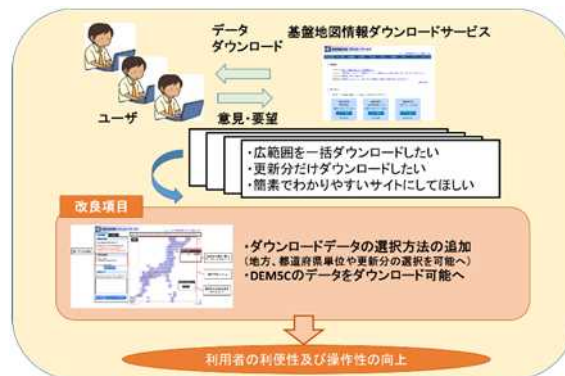 データ
ダウンロード
基盤地図情報ダウンロードサービス
ユーザ
意見・要望
・広範囲を一括ダウンロードしたい
・更新分だけダウンロードしたい
・簡素でわかりやすいサイトにしてほしい
改良項目
・ダウンロードデータの選択方法の追加
(地方、都道府県単位や更新分の選択を可能へ)
・DEM5Cのデータをダウンロード可能へ
利用者の利便性及び操作性の向上